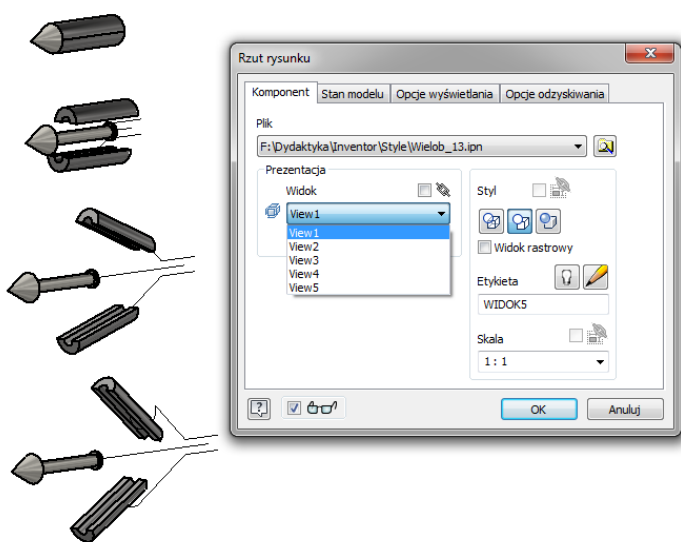 Rzut rysunku
Komponent Stan modelu Opcje wyświetlania Opcje odzyskiwania
Plik
F:\Dydaktyka\Inventor\Style\Wielob_13.ipn
Prezentacja
Widok
View1
View1
View2
View3
View4
View5
Styl
Widok rastrowy
Etykieta
WIDOK5
Skala
1 : 1
?
OK Anuluj